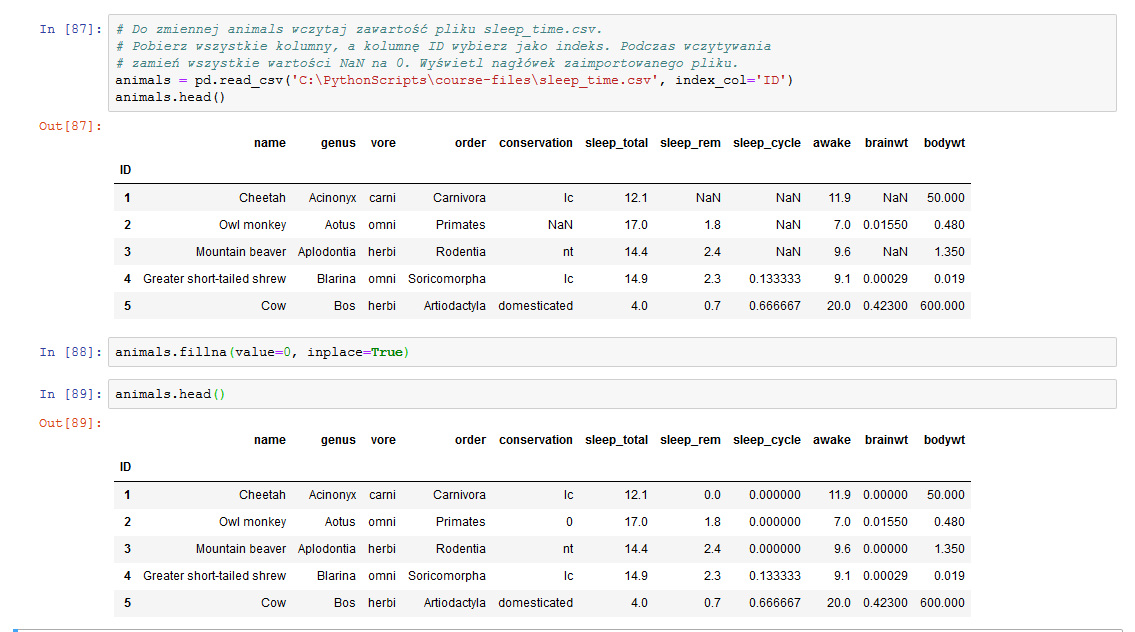 In [87]: # Do zmiennej animals wczytaj zawartość pliku sleep_time.csv.
# Pobierz wszystkie kolumny, a kolumnę ID wybierz jako indeks. Podczas wczytywania
# zamień wszystkie wartości NaN na 0. Wyświetl nagłówek zaimportowanego pliku.
animals = pd.read_csv('C:\PythonScripts\course-files\sleep_time.csv', index_col='ID')
animals.head()
Out[87]:
name genus vore order conservation sleep_total sleep_rem sleep_cycle awake brainwt bodywt
ID
1 Cheetah Acinonyx carni Carnivora lc 12.1 NaN NaN 11.9 NaN 50.000
2 Owl monkey Aotus omni Primates NaN 17.0 1.8 NaN 7.0 0.01550 0.480
3 Mountain beaver Aplodontia herbi Rodentia nt 14.4 2.4 NaN 9.6 NaN 1.350
4 Greater short-tailed shrew Blarina omni Soricomorpha lc 14.9 2.3 0.133333 9.1 0.00029 0.019
5 Cow Bos herbi Artiodactyla domesticated 4.0 0.7 0.666667 20.0 0.42300 600.000
In [88]: animals.fillna(value=0, inplace=True)
In [89]: animals.head()
Out[89]:
name genus vore order conservation sleep_total sleep_rem sleep_cycle awake brainwt bodywt
ID
1 Cheetah Acinonyx carni Carnivora lc 12.1 0.0 0.000000 11.9 0.00000 50.000
2 Owl monkey Aotus omni Primates 0 17.0 1.8 0.000000 7.0 0.01550 0.480
3 Mountain beaver Aplodontia herbi Rodentia nt 14.4 2.4 0.000000 9.6 0.00000 1.350
4 Greater short-tailed shrew Blarina omni Soricomorpha lc 14.9 2.3 0.133333 9.1 0.00029 0.019
5 Cow Bos herbi Artiodactyla domesticated 4.0 0.7 0.666667 20.0 0.42300 600.000